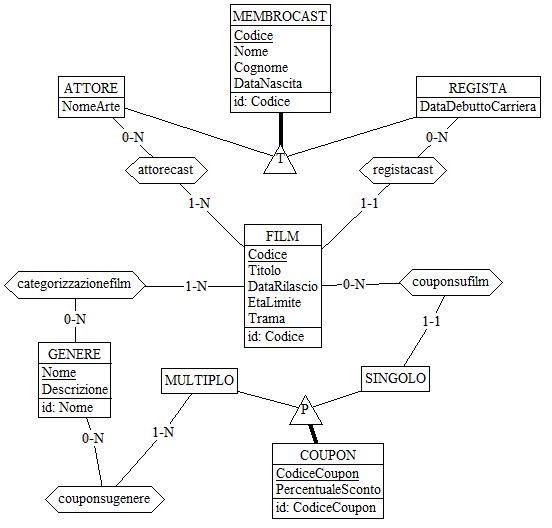 MEMBROCAST
Codice
Nome
Cognome
DataNascita
id: Codice
ATTORE
NomeArte
REGISTA
DataDebuttoCarriera
T
0-N
0-N
attorecast
registacast
1-N
1-1
FILM
Codice
Titolo
DataRilascio
EtaLimite
Trama
id: Codice
categorizzazionefilm
1-N
0-N
couponsufilm
0-N
1-1
GENERE
Nome
Descrizione
id: Nome
MULTIPLO
SINGOLO
P
0-N
1-N
COUPON
CodiceCoupon
PercentualeSconto
id: CodiceCoupon
couponsugenere